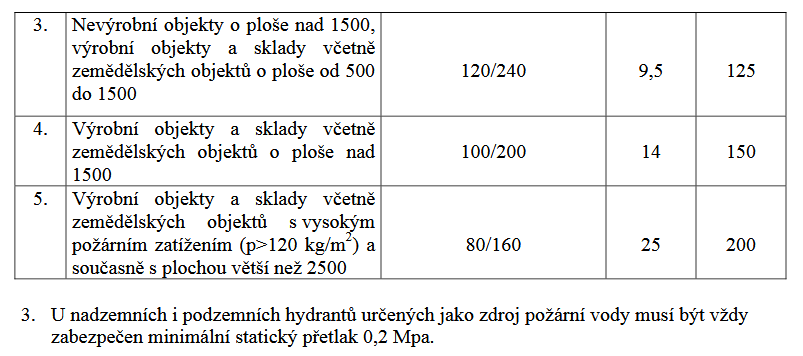 3. Nevýrobní objekty o ploše nad 1500,
výrobní objekty a sklady včetně
zemědělských objektů o ploše od 500
do 1500
120/240 9,5 125
4. Výrobní objekty a sklady včetně
zemědělských objektů o ploše nad
1500
100/200 14 150
5. Výrobní objekty a sklady včetně
zemědělských objektů s vysokým
požárním zatížením (p>120 kg/m²) a
současně s plochou větší než 2500
80/160 25 200
3. U nadzemních i podzemních hydrantů určených jako zdroj požární vody musí být vždy
zabezpečen minimální statický přetlak 0,2 Mpa.